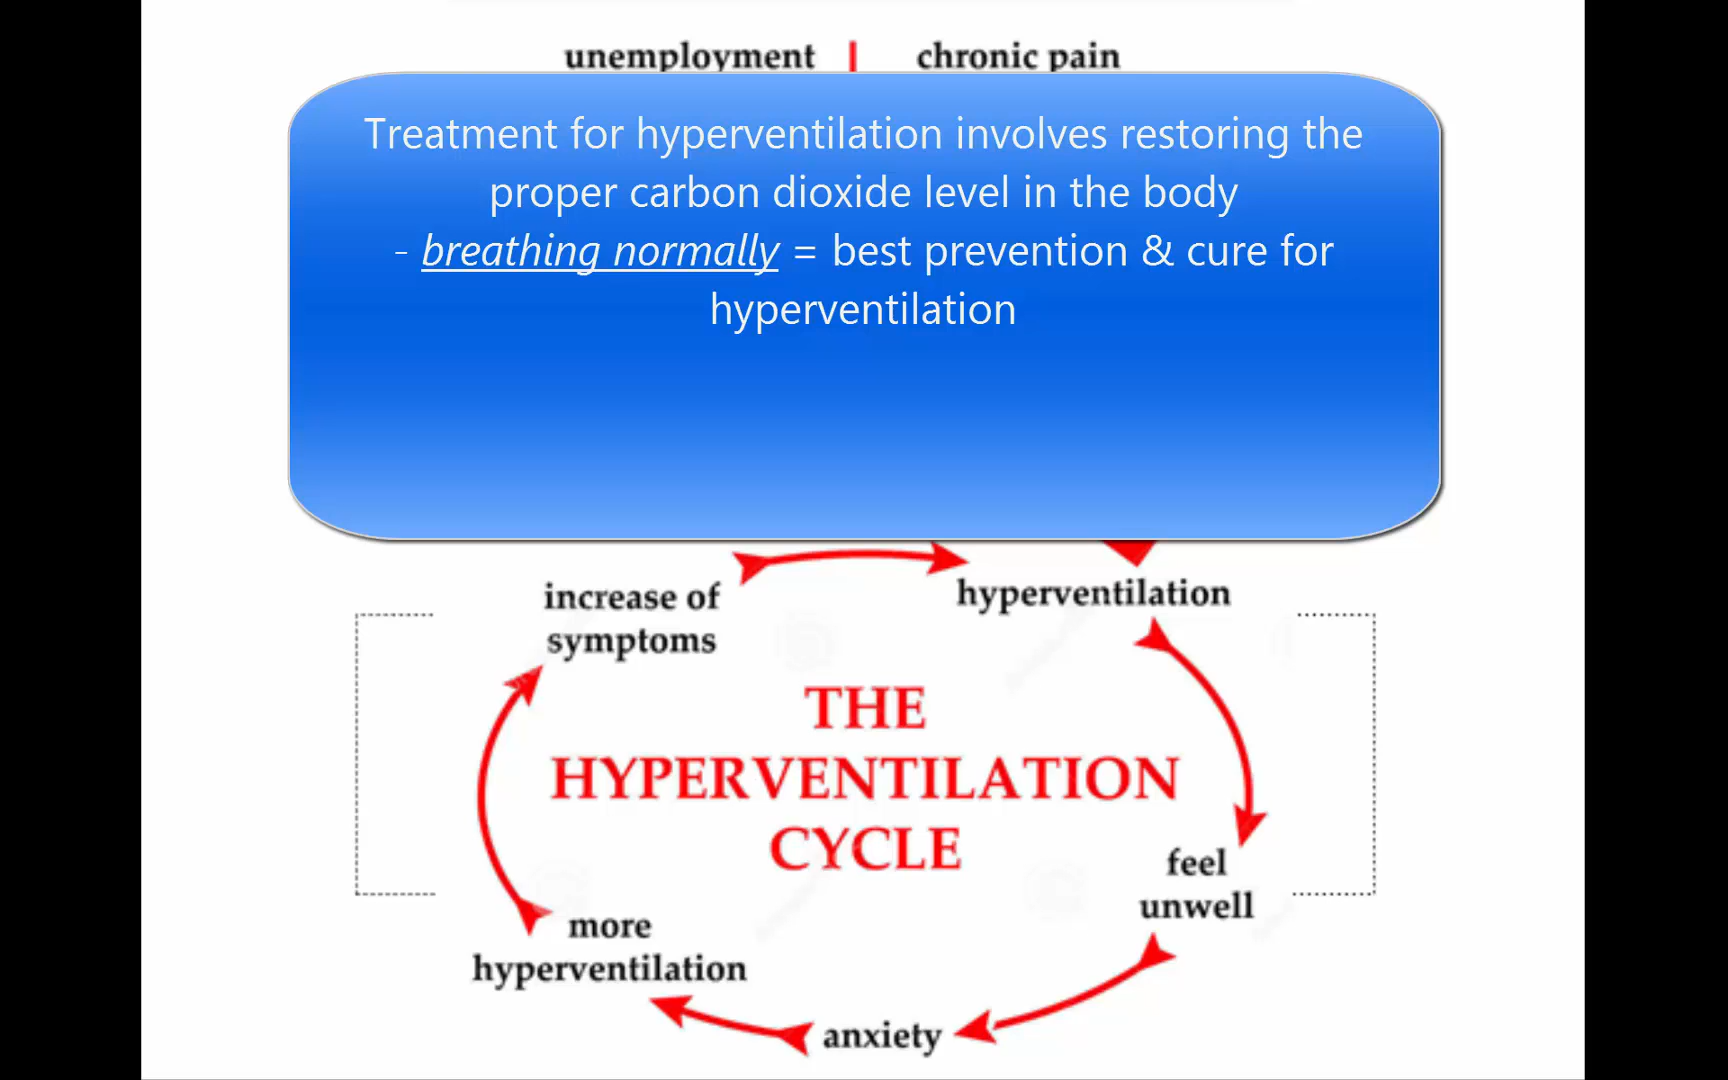 unemployment chronic pain
Treatment for hyperventilation involves restoring the
proper carbon dioxide level in the body
- breathing normally = best prevention & cure for
hyperventilation
increase of
symptoms
hyperventilation
THE
HYPERVENTILATION
CYCLE
feel
unwell
more
hyperventilation
anxiety